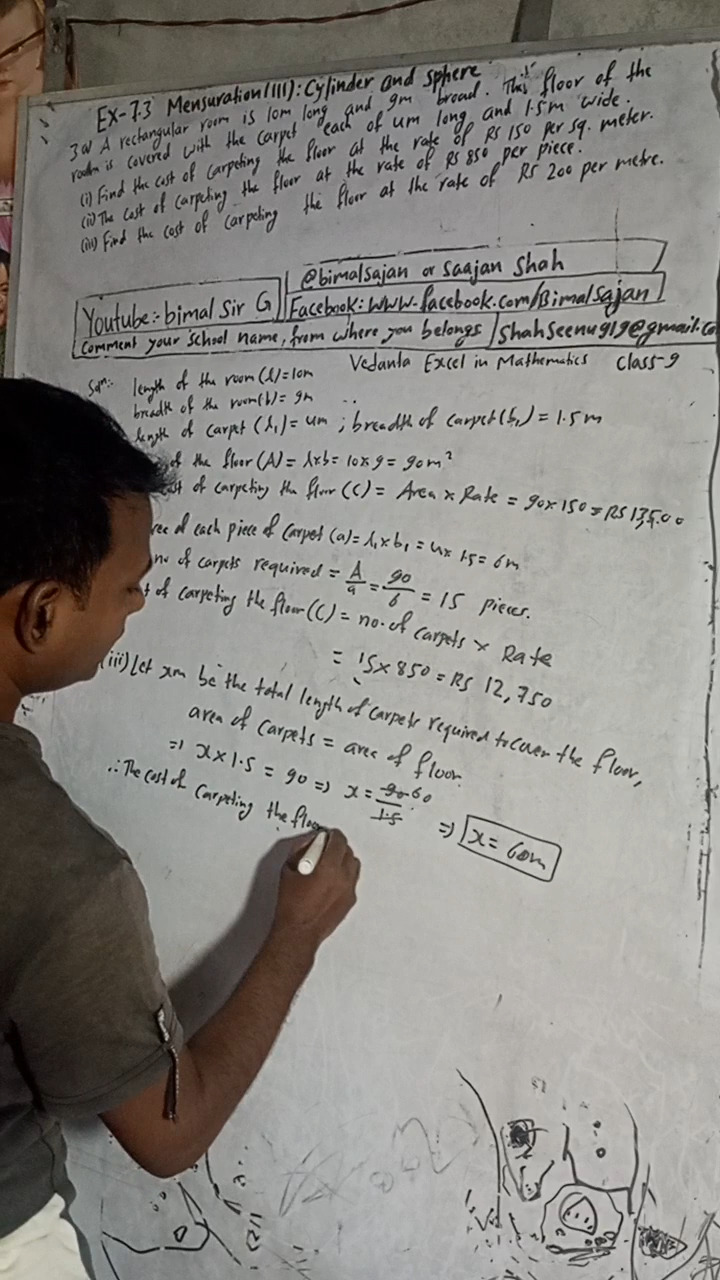 Ex-7.3 Mensuration(III): Cylinder and Sphere
3a) A rectangular room is 10m long and 9m broad. The floor of the
room is covered with the carpet each of 4m long and 1.5m wide.
(i) Find the cost of carpeting the floor at the rate of Rs 150 per sq. meter.
(ii) The cost of carpeting the floor at the rate of Rs 850 per piece.
(iii) Find the cost of carpeting the floor at the rate of Rs 200 per metre.
@bimalsajan or Saajan Shah
Youtube:- bimal Sir G
Facebook: www.facebook.com/Bimalsajan
Comment your school name, from where you belongs
Shahseenu919@gmail.co
Vedanta Excel in Mathematics Class-9
Solⁿ: length of the room (l) = 10m
breadth of the room (b) = 9m
length of carpet (l₁) = 4m ; breadth of carpet (b₁) = 1.5m
of the floor (A) = l×b = 10×9 = 90m²
of carpeting the floor (C) = Area × Rate = 90×150 = Rs 13,500
of each piece of carpet (a) = l₁×b₁ = 4×1.5 = 6m
no of carpets required = A/a = 90/6 = 15 pieces.
of carpeting the floor (C) = no. of carpets × Rate
= 15×850 = Rs 12,750
(iii) Let xm be the total length of carpets required to cover the floor,
area of carpets = area of floor
=> x×1.5 = 90 => x = 90 60/1.5 => x = 60m
∴ The cost of carpeting the floo